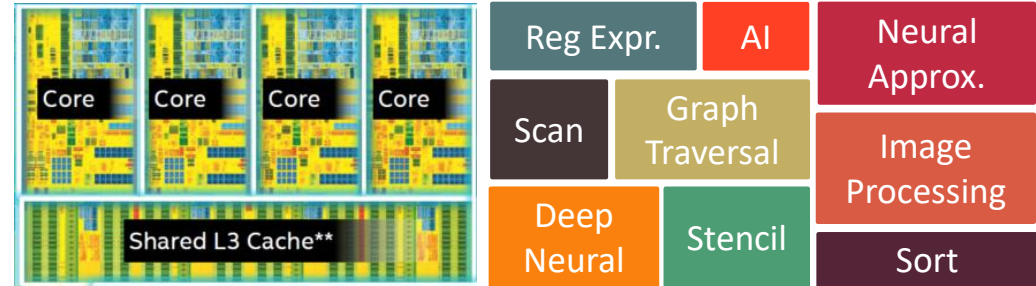 Core
Core
Core
Core
Shared L3 Cache**
Reg Expr.
AI
Neural
Approx.
Scan
Graph
Traversal
Image
Processing
Deep
Neural
Stencil
Sort